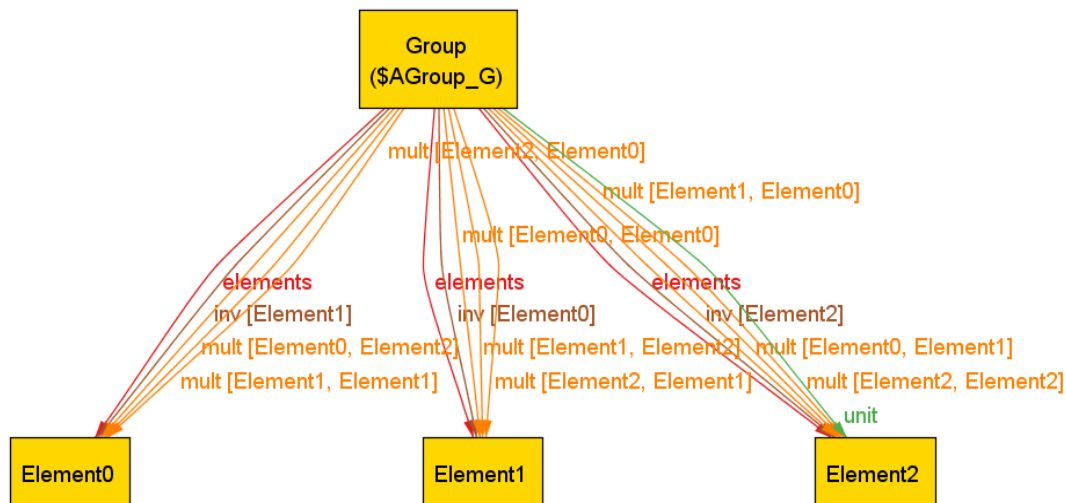 Group
($AGroup_G)
mult [Element2, Element0]
mult [Element1, Element0]
mult [Element0, Element0]
elements
elements
elements
inv [Element1]
inv [Element0]
inv [Element2]
mult [Element0, Element2]
mult [Element1, Element2]
mult [Element0, Element1]
mult [Element1, Element1]
mult [Element2, Element1]
mult [Element2, Element2]
unit
Element0
Element1
Element2